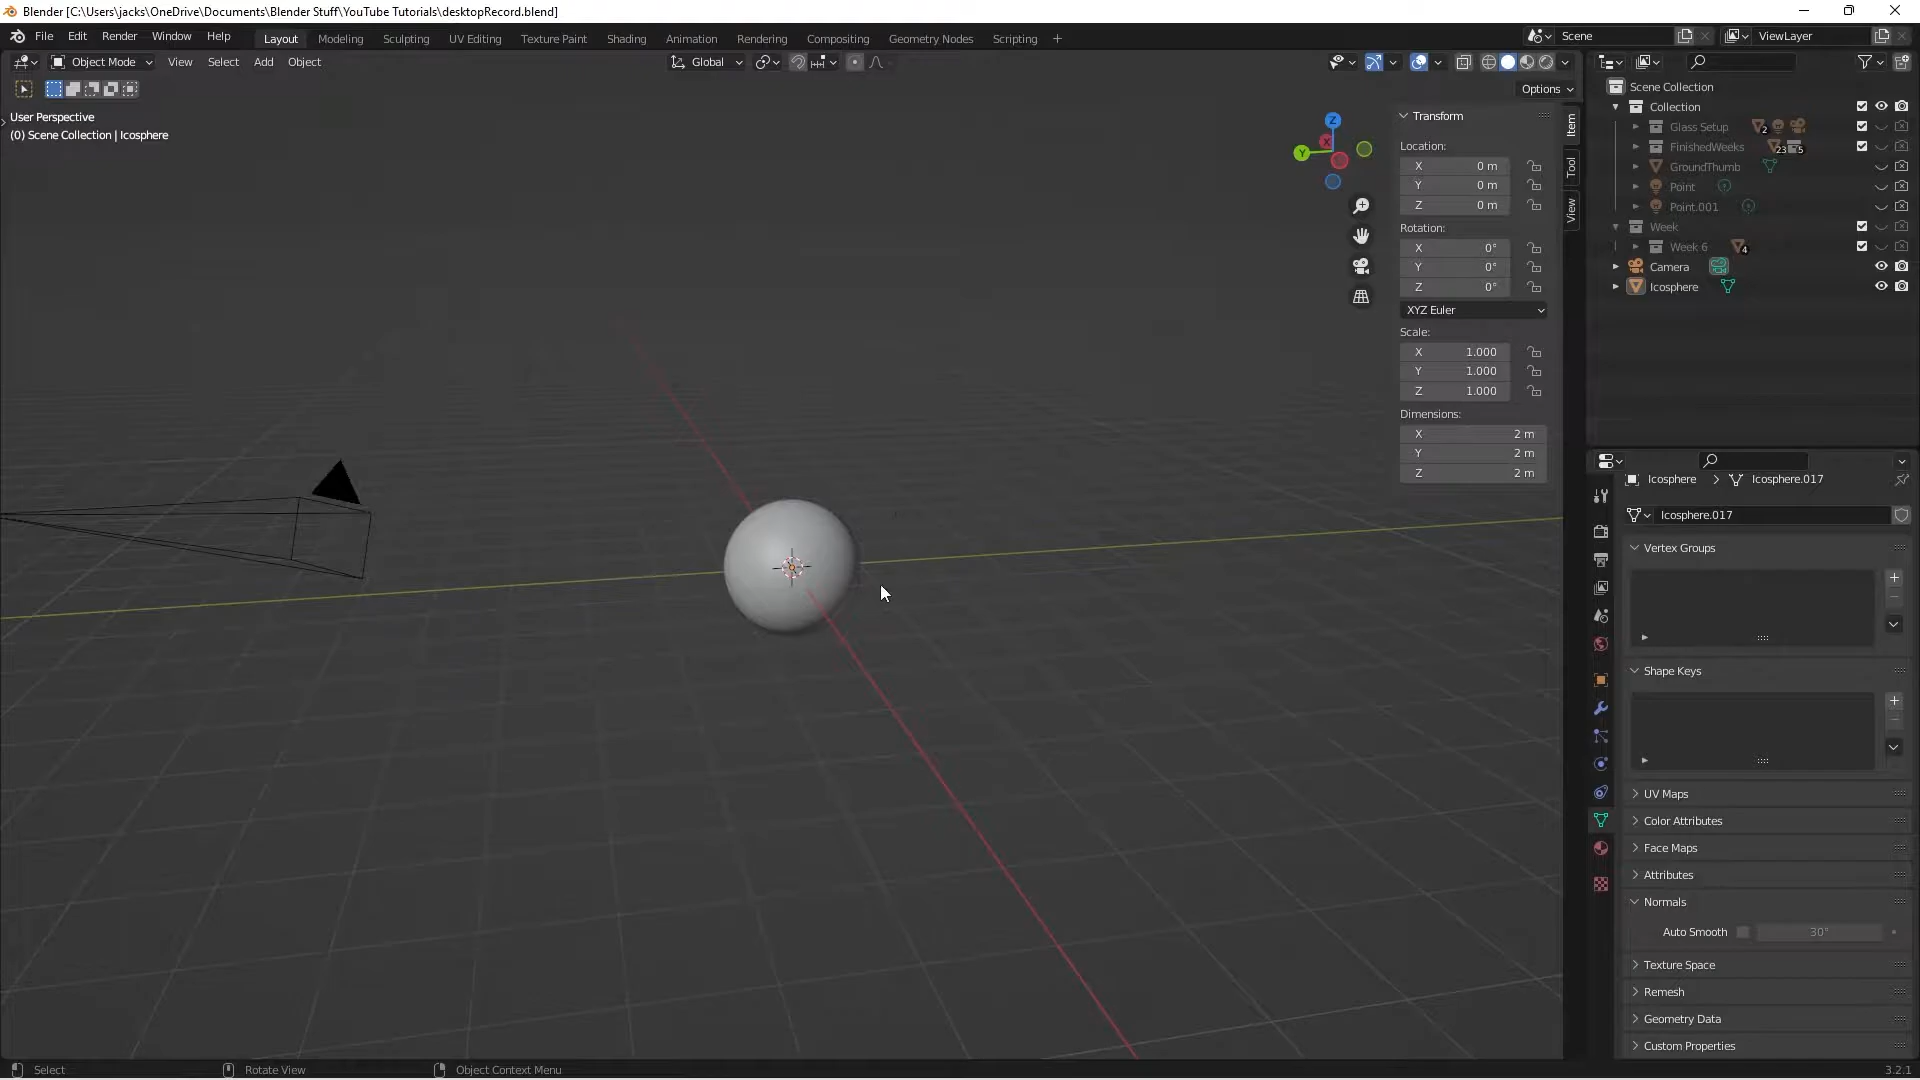 Blender [C:\Users\jacks\OneDrive\Documents\Blender Stuff\YouTube Tutorials\desktopRecord.blend]
File Edit Render Window Help Layout Modeling Sculpting UV Editing Texture Paint Shading Animation Rendering Compositing Geometry Nodes Scripting + Scene ViewLayer
Object Mode View Select Add Object Global
Options
User Perspective
(0) Scene Collection | Icosphere
Z
X
Y
Transform
Location:
X 0 m
Y 0 m
Z 0 m
Rotation:
X 0°
Y 0°
Z 0°
XYZ Euler
Scale:
X 1.000
Y 1.000
Z 1.000
Dimensions:
X 2 m
Y 2 m
Z 2 m
Item
Tool
View
Scene Collection
Collection
Glass Setup 2
FinishedWeeks 23 5
GroundThumb
Point
Point.001
Week
Week 6 4
Camera
Icosphere
Icosphere > Icosphere.017
Icosphere.017
Vertex Groups
Shape Keys
UV Maps
Color Attributes
Face Maps
Attributes
Normals
Auto Smooth 30°
Texture Space
Remesh
Geometry Data
Custom Properties
Select Rotate View Object Context Menu 3.2.1